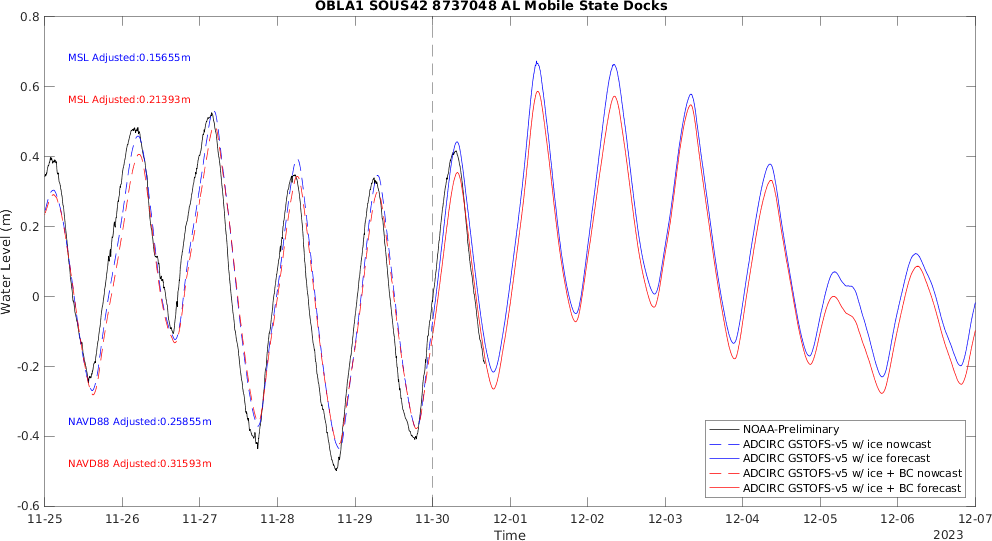 OBLA1 SOUS42 8737048 AL Mobile State Docks
0.8
0.6
0.4
0.2
0
-0.2
-0.4
-0.6
Water Level (m)
MSL Adjusted:0.15655m
MSL Adjusted:0.21393m
NAVD88 Adjusted:0.25855m
NAVD88 Adjusted:0.31593m
NOAA-Preliminary
ADCIRC GSTOFS-v5 w/ ice nowcast
ADCIRC GSTOFS-v5 w/ ice forecast
ADCIRC GSTOFS-v5 w/ ice + BC nowcast
ADCIRC GSTOFS-v5 w/ ice + BC forecast
11-25 11-26 11-27 11-28 11-29 11-30 12-01 12-02 12-03 12-04 12-05 12-06 12-07
Time
2023